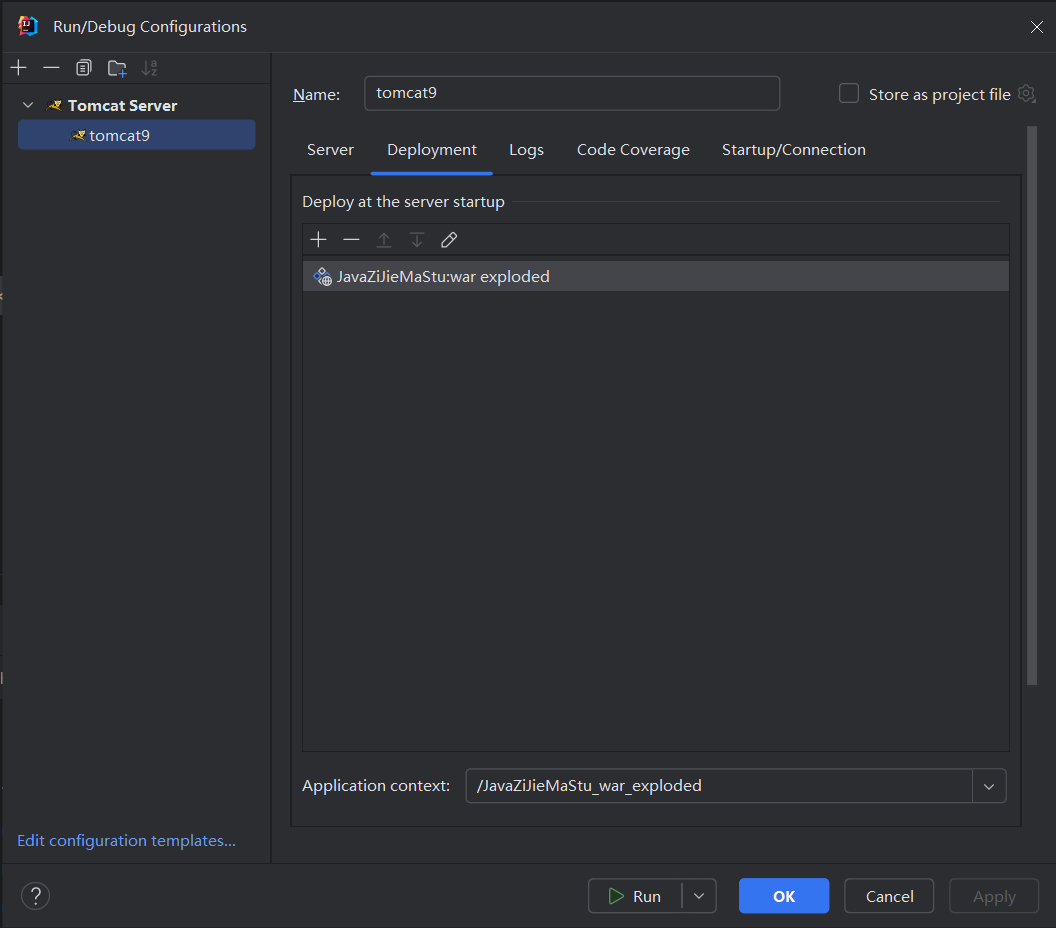 Run/Debug Configurations
Tomcat Server
tomcat9
Name:
tomcat9
Store as project file
Server
Deployment
Logs
Code Coverage
Startup/Connection
Deploy at the server startup
JavaZiJieMaStu:war exploded
Application context:
/JavaZiJieMaStu_war_exploded
Edit configuration templates...
?
Run
OK
Cancel
Apply